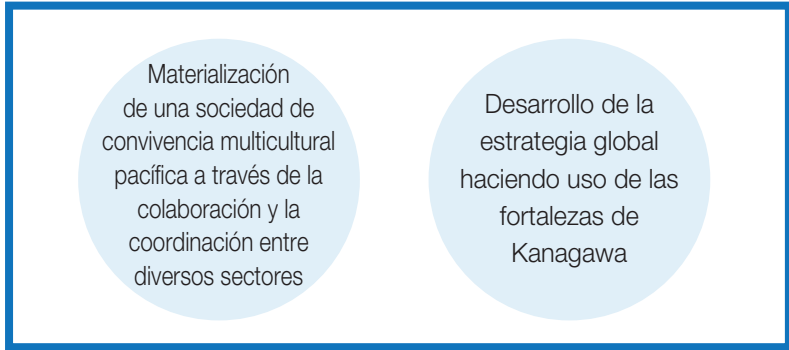 Materialización
de una sociedad de
convivencia multicultural
pacífica a través de la
colaboración y la
coordinación entre
diversos sectores
Desarrollo de la
estrategia global
haciendo uso de las
fortalezas de
Kanagawa